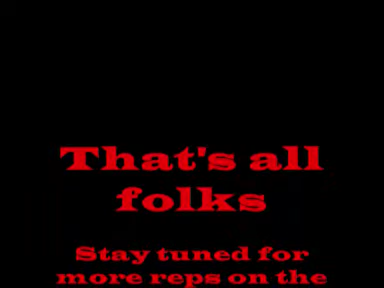 That's all
folks
Stay tuned for
more reps on the